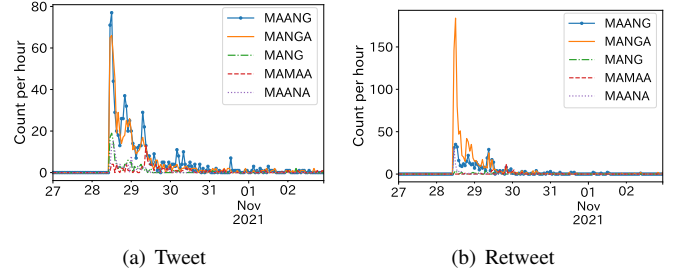 80
60
40
20
0
Count per hour
MAANG
MANGA
MANG
MAMAA
MAANA
27 28 29 30 31 01 02
Nov
2021
(a) Tweet
150
100
50
0
Count per hour
MAANG
MANGA
MANG
MAMAA
MAANA
27 28 29 30 31 01 02
Nov
2021
(b) Retweet